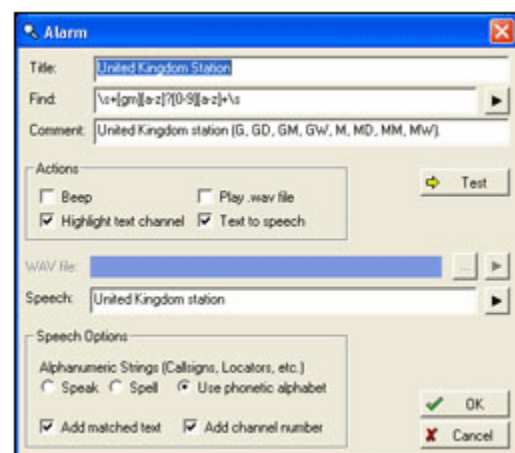 Alarm
Title: United Kingdom Station
Find: \s+[gm][a-z]?[0-9][a-z]+\s
Comment: United Kingdom station (G, GD, GM, GW, M, MD, MM, MW).
Actions
Beep Play .wav file
Highlight text channel Text to speech
Test
WAV file: ...
Speech: United Kingdom station
Speech Options
Alphanumeric Strings (Callsigns, Locators, etc.)
Speak Spell Use phonetic alphabet
Add matched text Add channel number
OK
Cancel